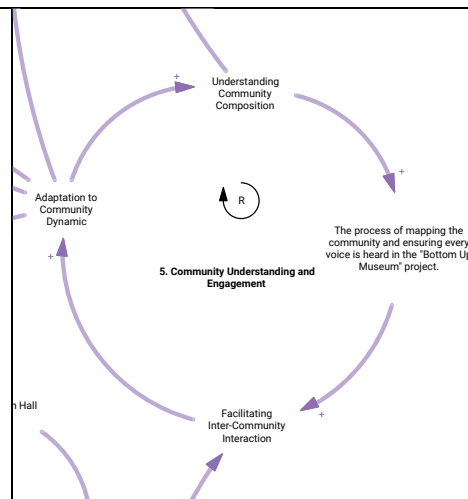 +
Understanding
Community
Composition
+
Adaptation to
Community
Dynamic
R
The process of mapping the
community and ensuring every
voice is heard in the "Bottom Up
Museum" project.
+
5. Community Understanding and
Engagement
Hall
Facilitating
Inter-Community
Interaction
+